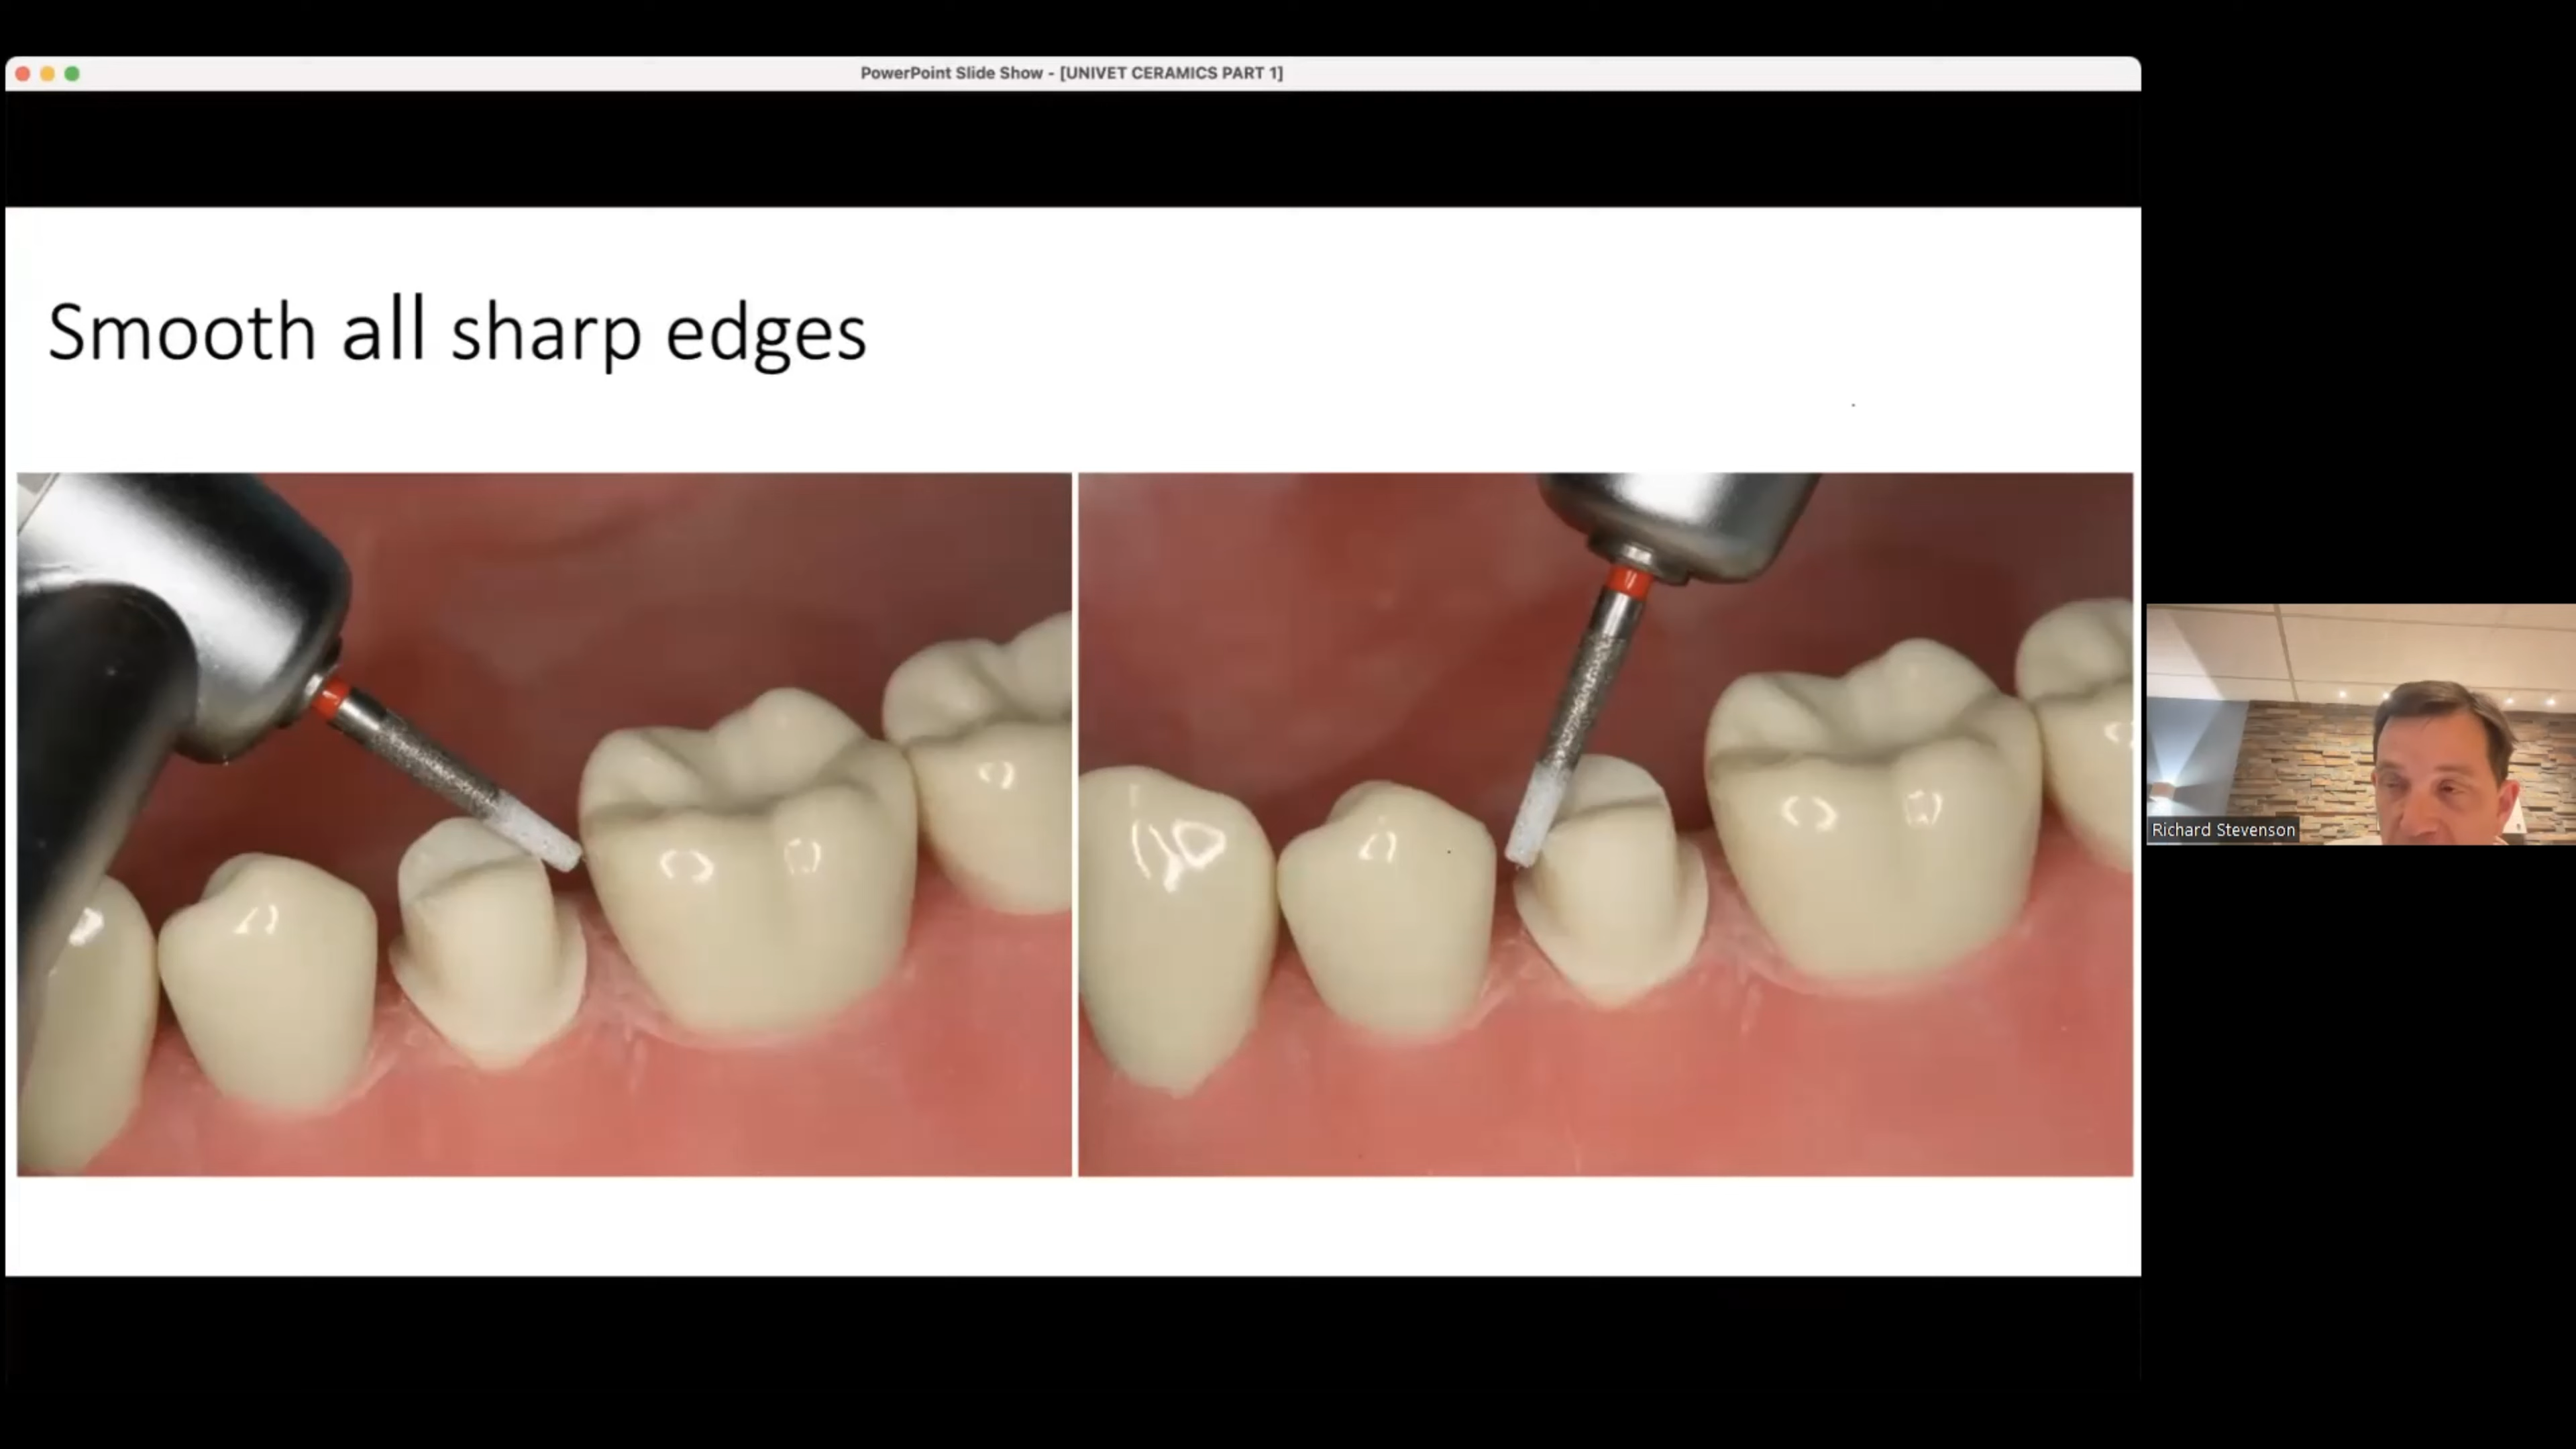 PowerPoint Slide Show - [UNIVET CERAMICS PART 1]
Smooth all sharp edges
Richard Stevenson